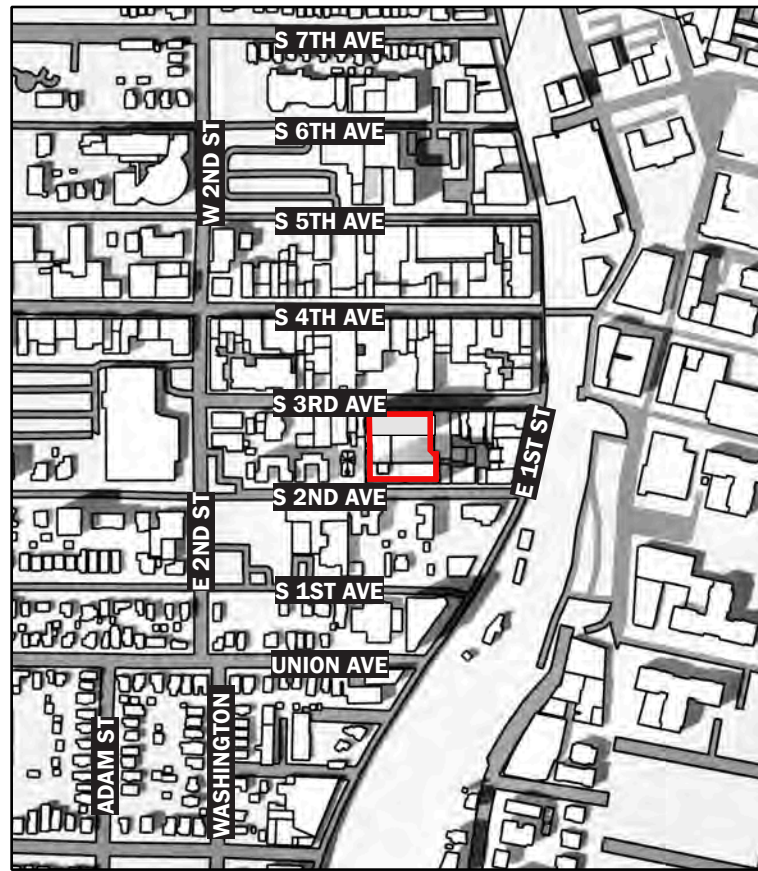 S 7TH AVE
S 6TH AVE
W 2ND ST
S 5TH AVE
S 4TH AVE
S 3RD AVE
E 1ST ST
S 2ND AVE
E 2ND ST
S 1ST AVE
UNION AVE
ADAM ST
WASHINGTON